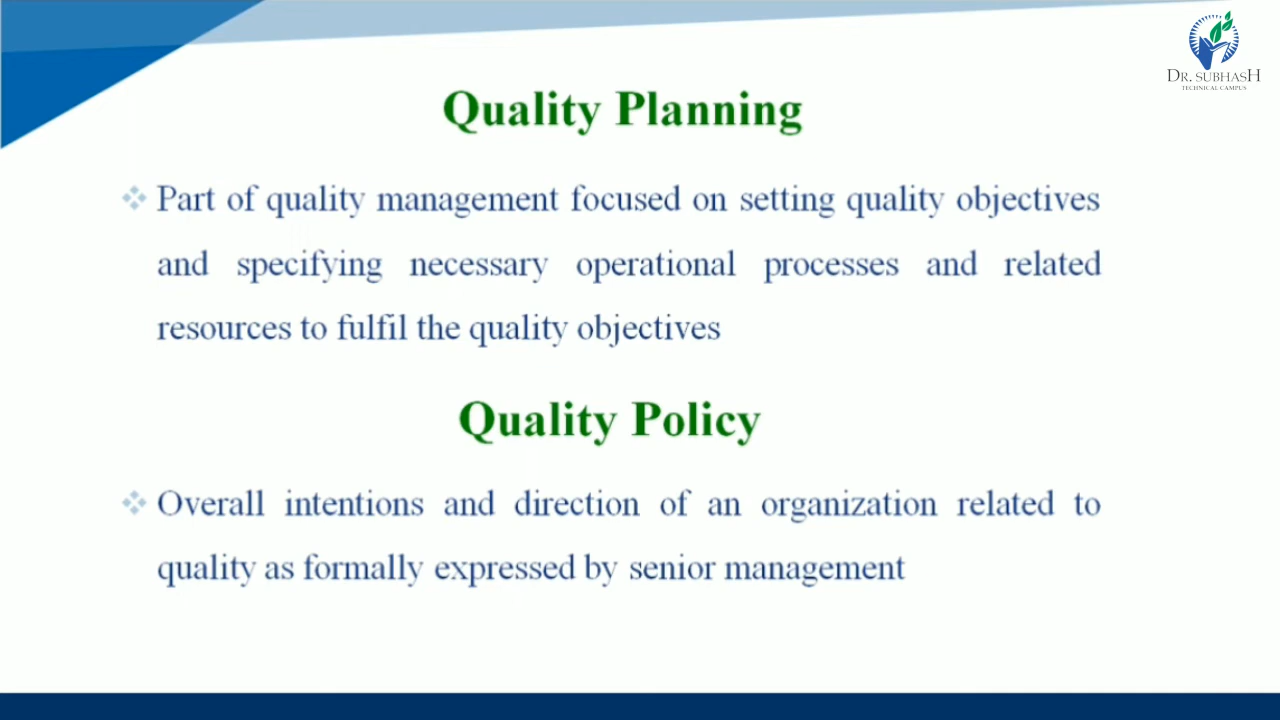 DR. SUBHASH
TECHNICAL CAMPUS
Quality Planning
Part of quality management focused on setting quality objectives
and specifying necessary operational processes and related
resources to fulfil the quality objectives
Quality Policy
Overall intentions and direction of an organization related to
quality as formally expressed by senior management